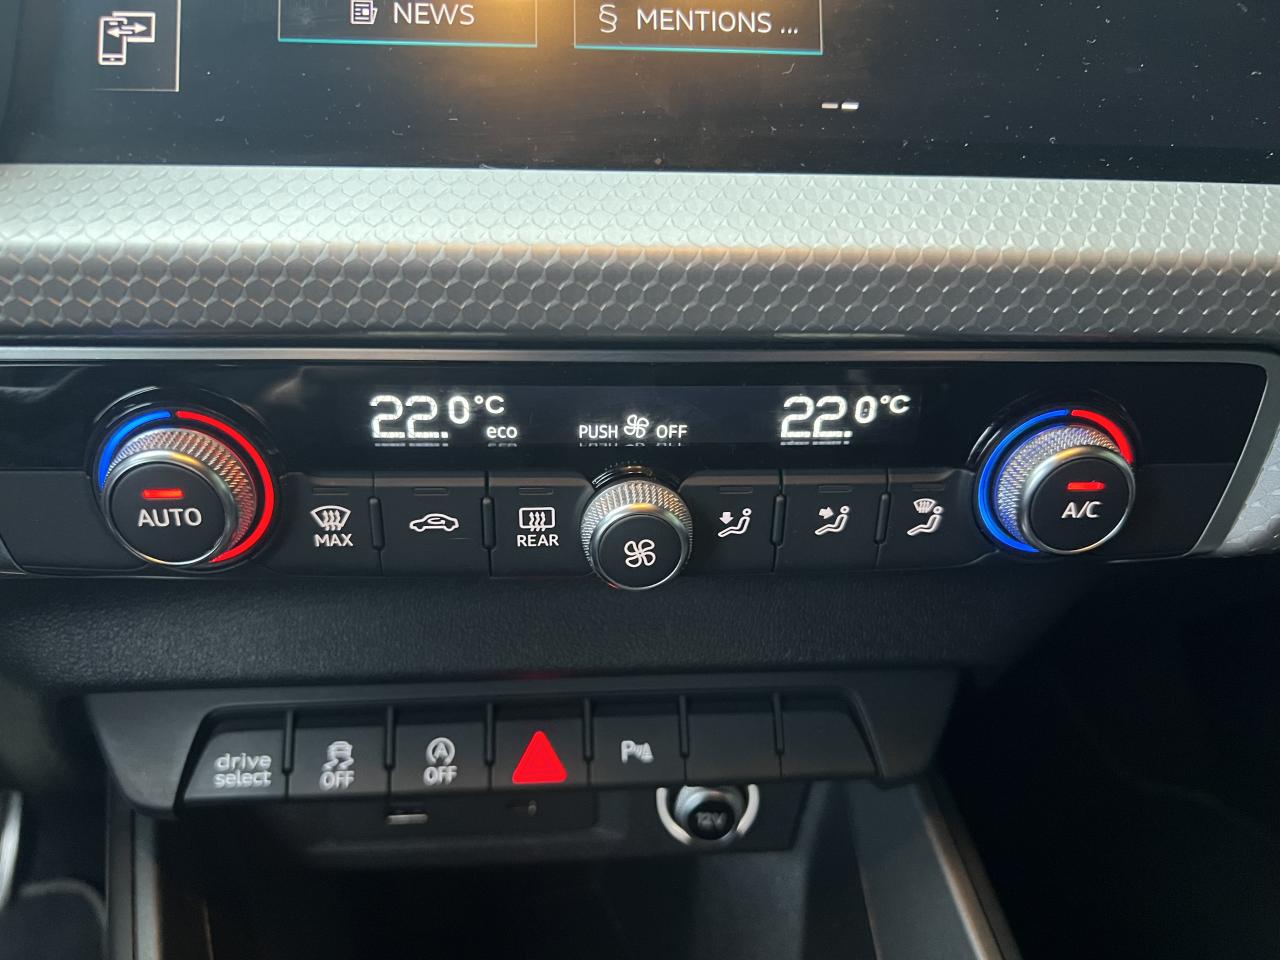 NEWS
§ MENTIONS ...
--
22.0°C
eco
PUSH OFF
22.0°C
AUTO
MAX
REAR
A/C
drive
select
OFF
A
OFF
P
12V